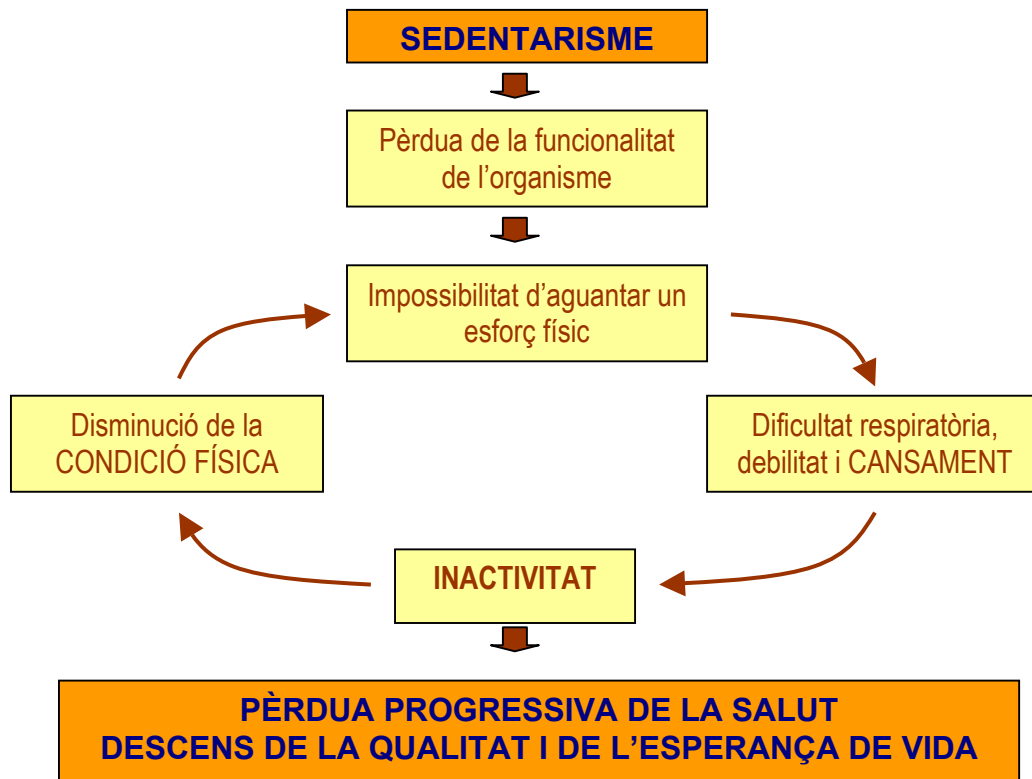 SEDENTARISME
Pèrdua de la funcionalitat
de l’organisme
Impossibilitat d’aguantar un
esforç físic
Disminució de la
CONDICIÓ FÍSICA
Dificultat respiratòria,
debilitat i CANSAMENT
INACTIVITAT
PÈRDUA PROGRESSIVA DE LA SALUT
DESCENS DE LA QUALITAT I DE L’ESPERANÇA DE VIDA